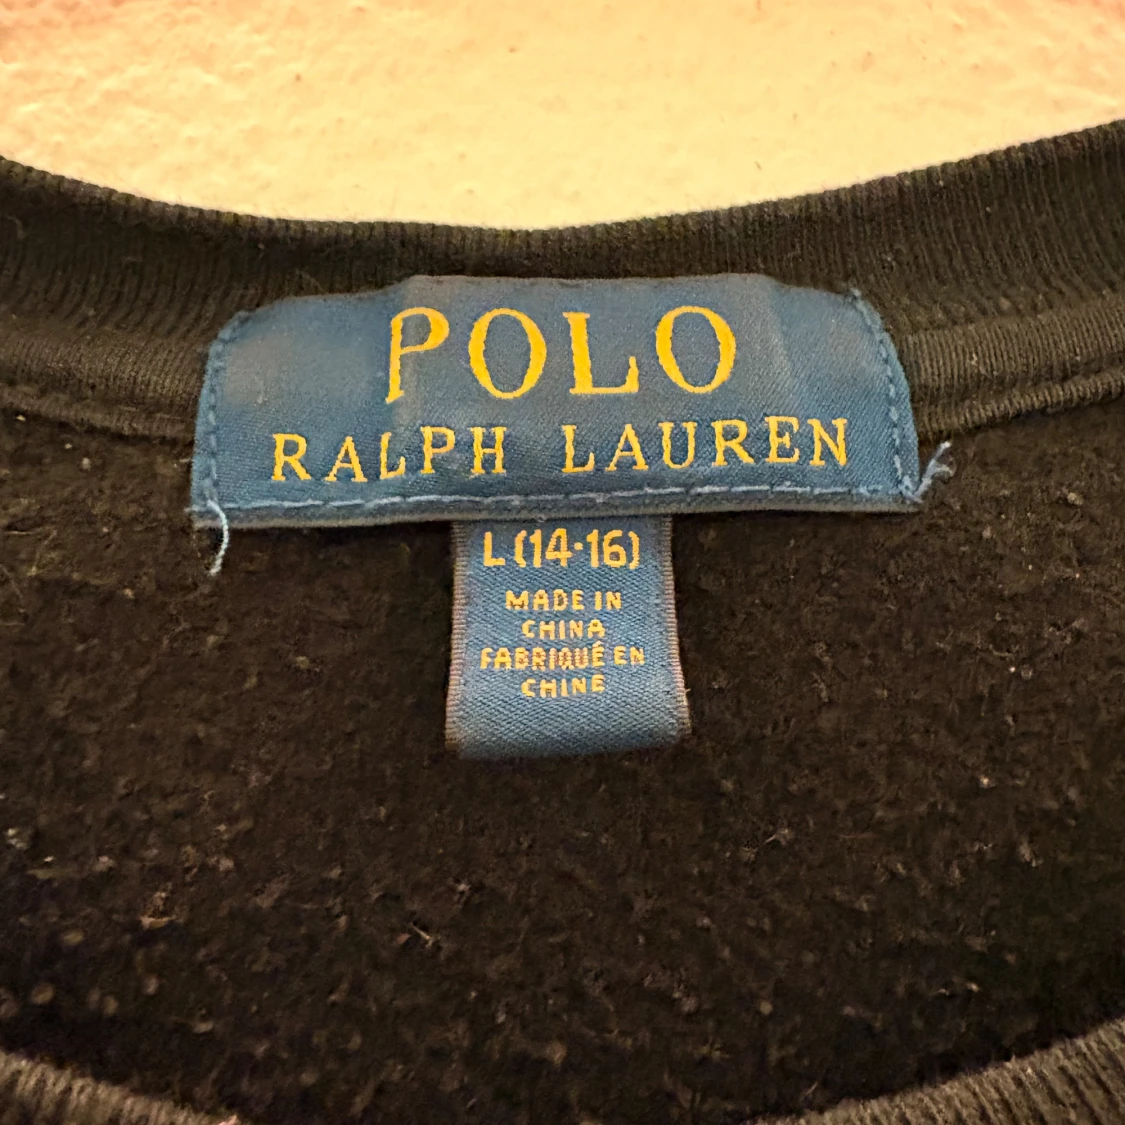 POLO
RALPH LAUREN
L (14-16)
MADE IN
CHINA
FABRIQUÉ EN
CHINE